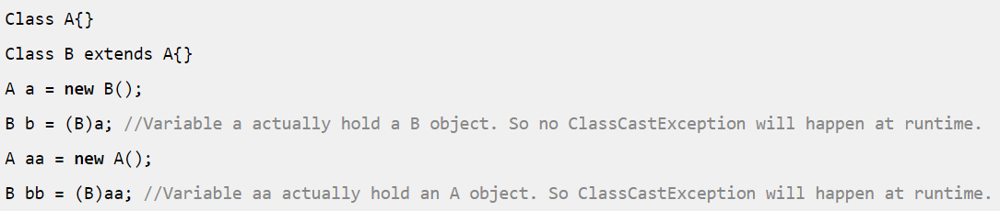 Class A{}
Class B extends A{}
A a = new B();
B b = (B)a; //Variable a actually hold a B object. So no ClassCastException will happen at runtime.
A aa = new A();
B bb = (B)aa; //Variable aa actually hold an A object. So ClassCastException will happen at runtime.